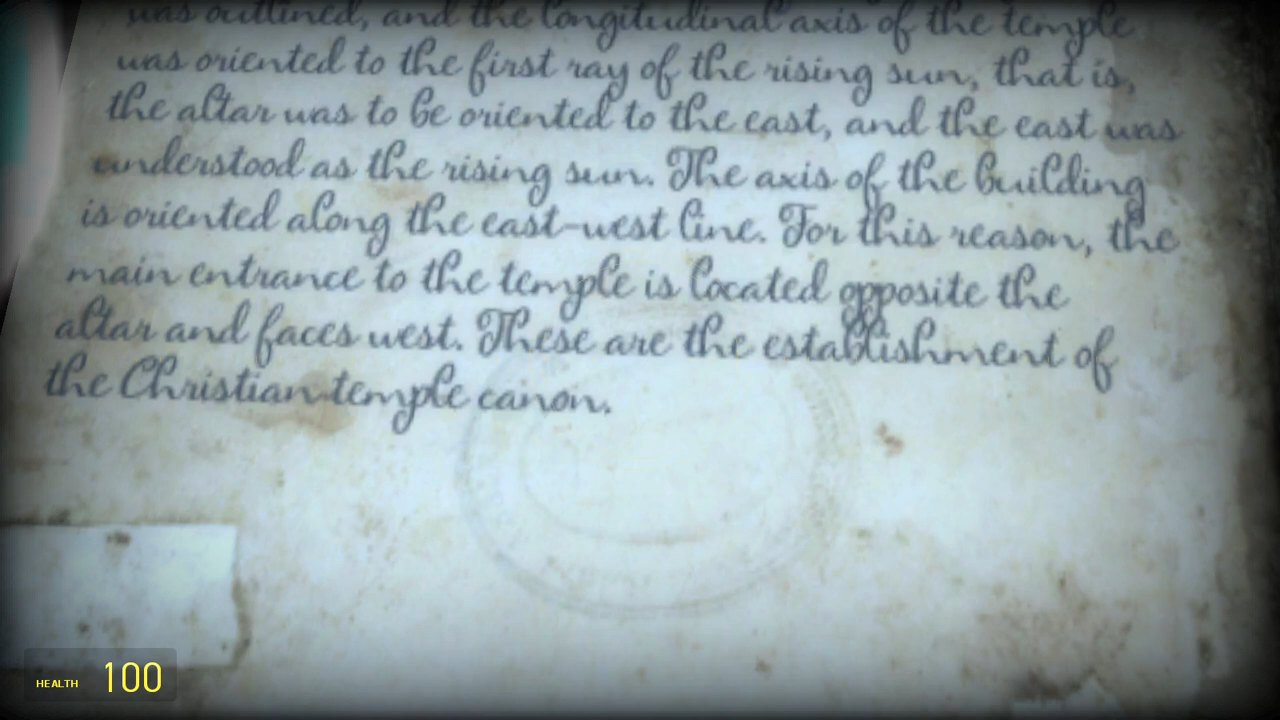 was outlined, and the longitudinal axis of the temple
was oriented to the first ray of the rising sun, that is,
the altar was to be oriented to the east, and the east was
understood as the rising sun. The axis of the building
is oriented along the east-west line. For this reason, the
main entrance to the temple is located opposite the
altar and faces west. These are the establishment of
the Christian temple canon.
HEALTH 100